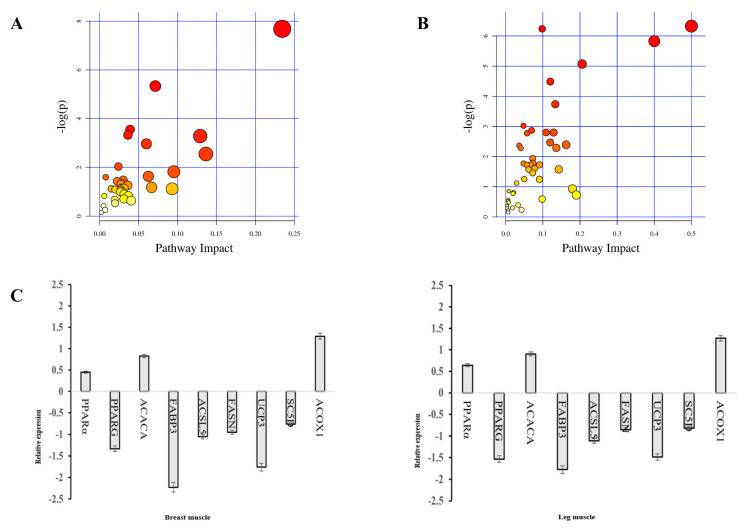 A
8
6
4
2
0
-log(p)
0.00 0.05 0.10 0.15 0.20 0.25
Pathway Impact
B
6
5
4
3
2
1
0
-log(p)
0.0 0.1 0.2 0.3 0.4 0.5
Pathway Impact
C
2.5
2
1.5
1
0.5
0
-0.5
-1
-1.5
-2
-2.5
Relative expression
PPARα
PPARG
ACACA
FABP3
ACSL5
FASN
UCP3
SC5D
ACOX1
Breast muscle
2.5
2
1.5
1
0.5
0
-0.5
-1
-1.5
-2
-2.5
Relative expression
PPARα
PPARG
ACACA
FABP3
ACSL5
FASN
UCP3
ACOX1
Leg muscle